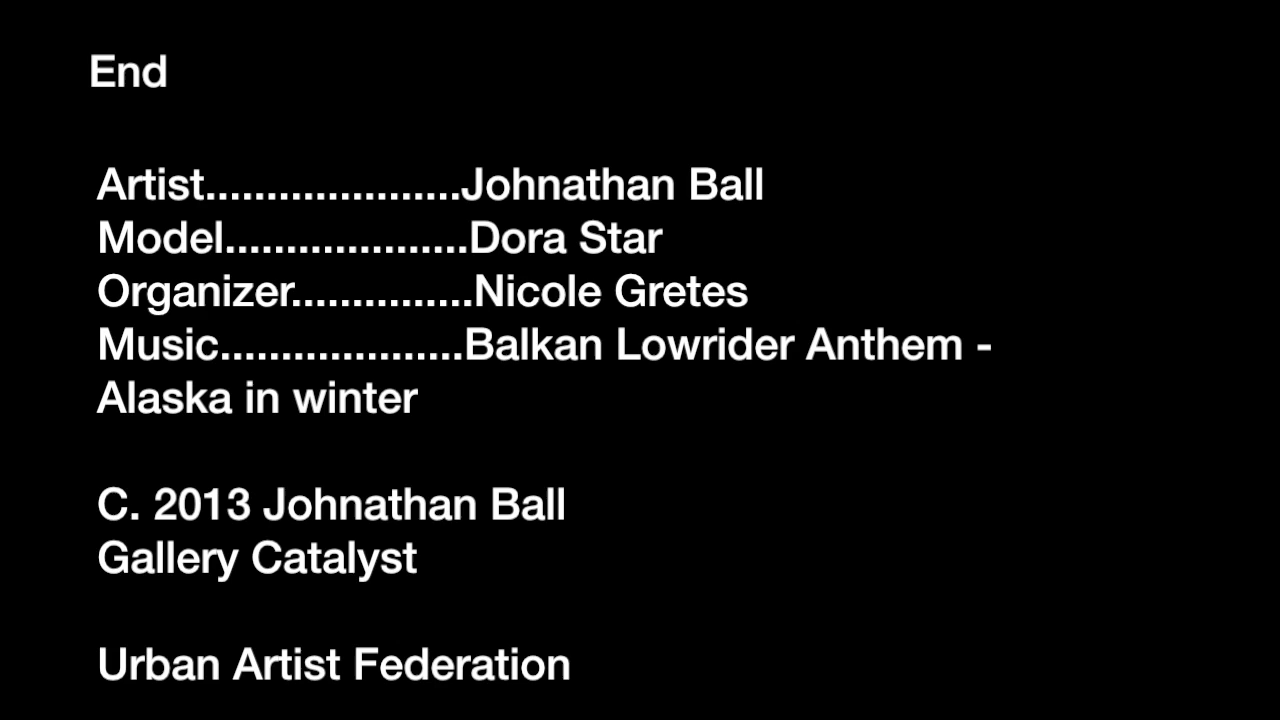 End
Artist.....................Johnathan Ball
Model....................Dora Star
Organizer...............Nicole Gretes
Music....................Balkan Lowrider Anthem -
Alaska in winter
C. 2013 Johnathan Ball
Gallery Catalyst
Urban Artist Federation